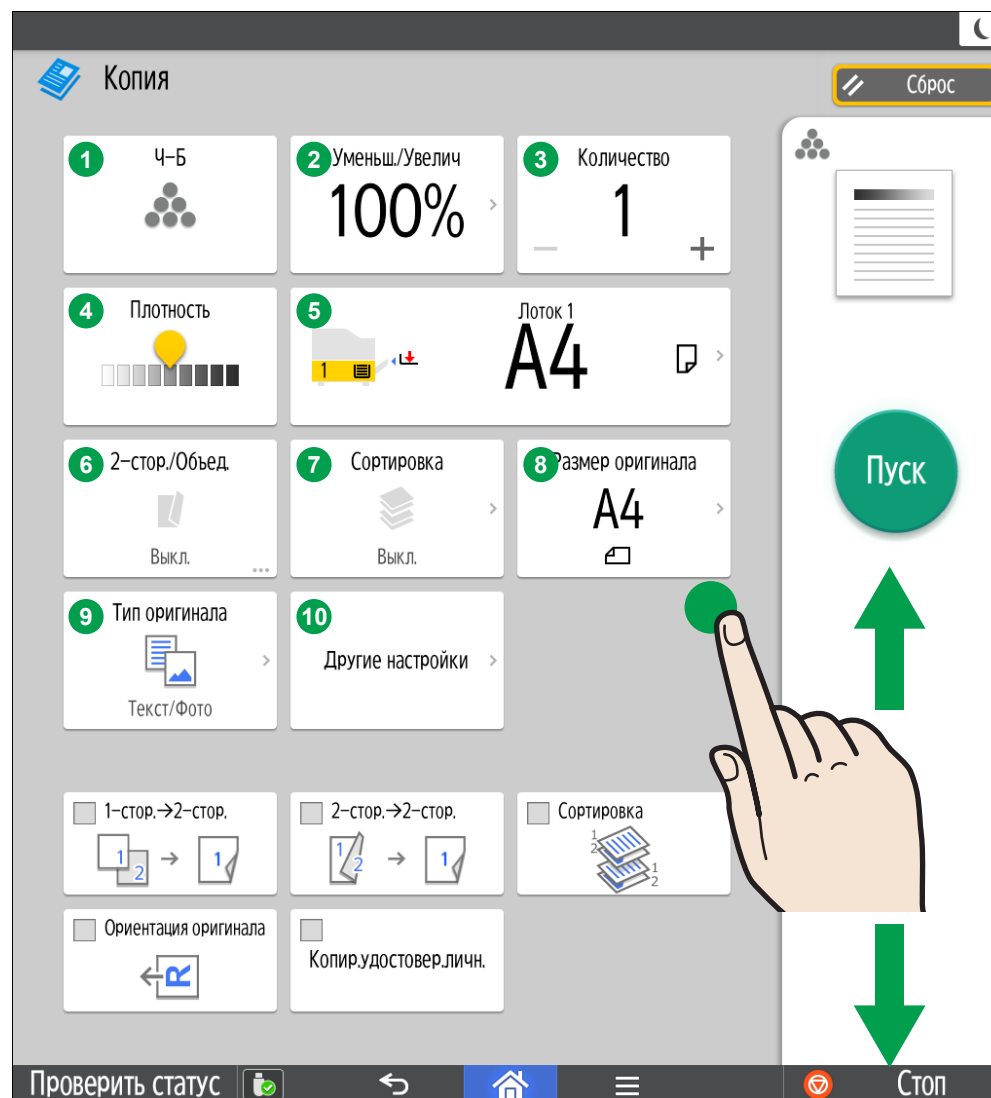 Копия
Сброс
1 Ч-Б
2 Уменьш./Увелич
100%
3 Количество
1
− +
4 Плотность
5 Лоток 1
1 A4
6 2-стор./Объед.
Выкл.
...
7 Сортировка
Выкл.
8 Размер оригинала
A4
Пуск
9 Тип оригинала
Текст/Фото
10
Другие настройки
1-стор.→2-стор.
1 2 → 1
2-стор.→2-стор.
1 2 → 1
Сортировка
1
2
1
2
Ориентация оригинала
R
Копир.удостовер.личн.
Проверить статус
Стоп